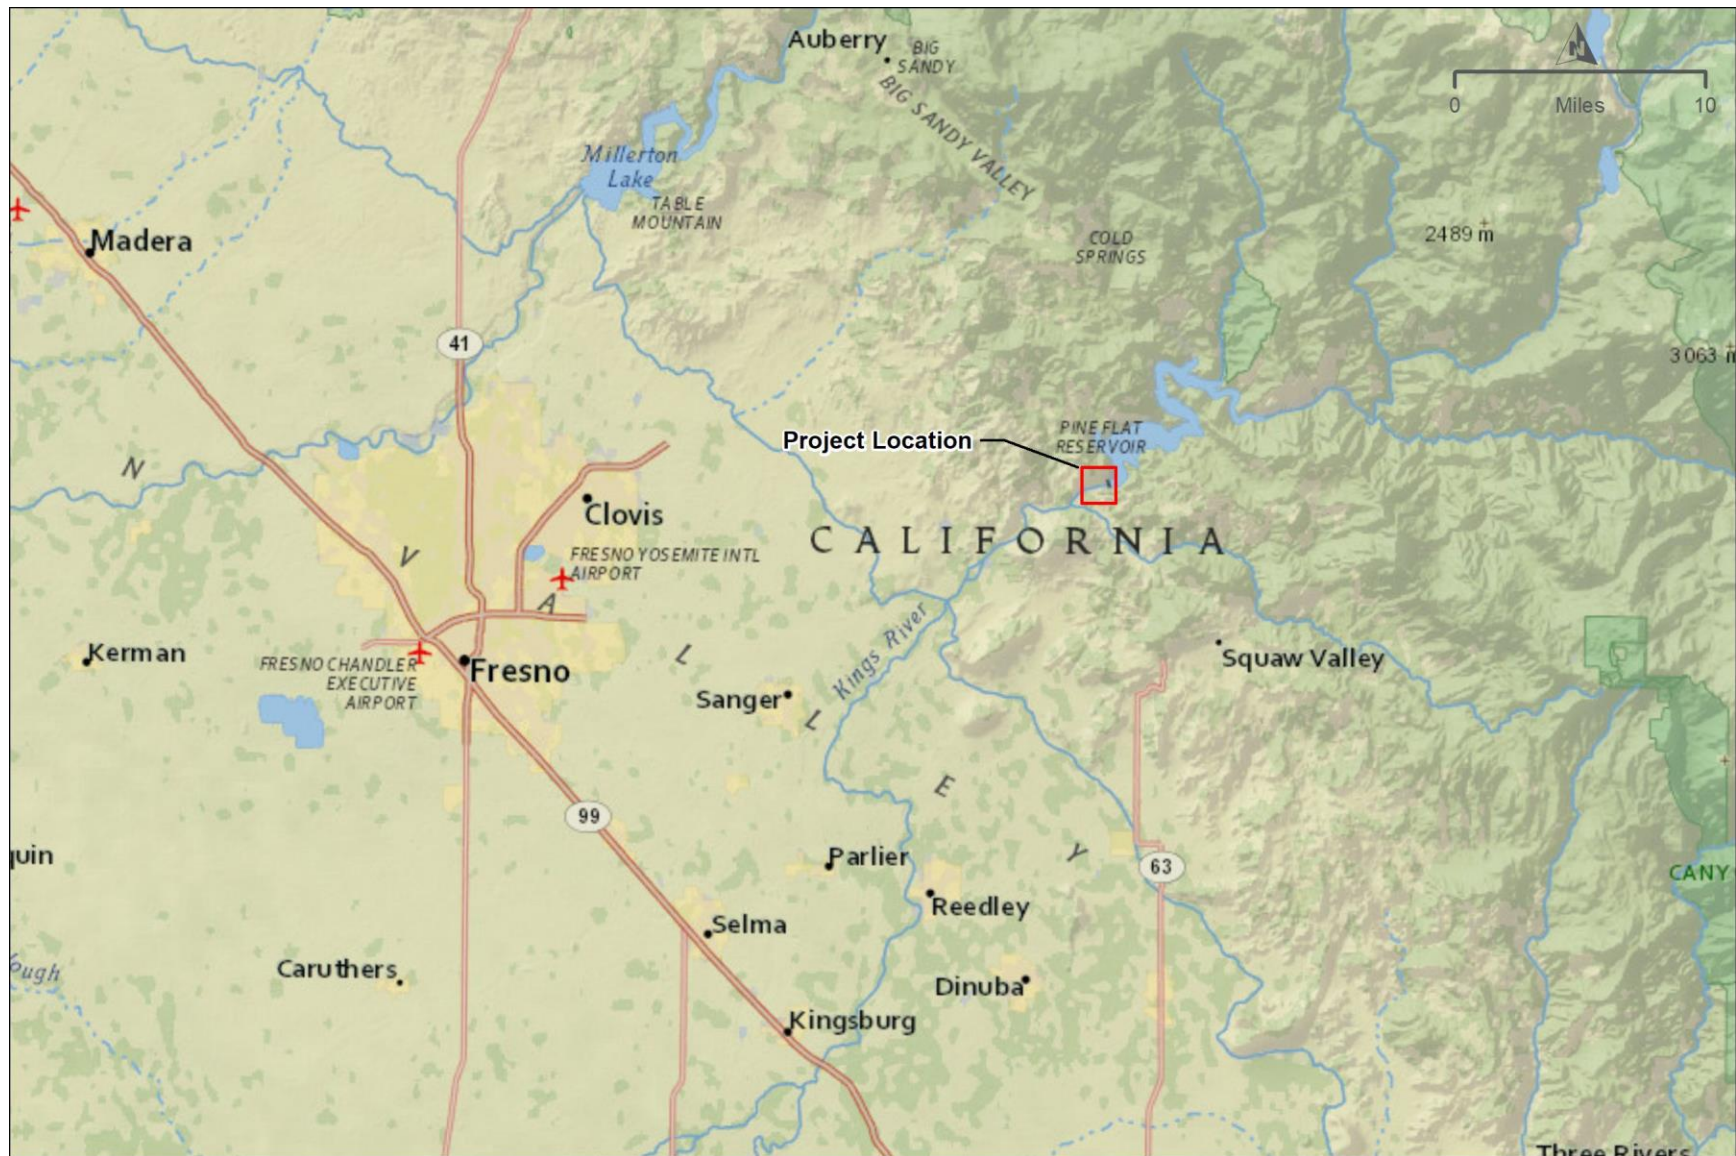 Auberry
BIG
SANDY
BIG SANDY VALLEY
N
0 Miles 10
Millerton
Lake
TABLE
MOUNTAIN
Madera
COLD
SPRINGS
2489 m
41
3063 m
PINE FLAT
RESERVOIR
Project Location
N
Clovis
CALIFORNIA
V
FRESNO YOSEMITE INTL
AIRPORT
A
Kings River
Kerman
FRESNO CHANDLER
EXECUTIVE
AIRPORT
Fresno
L
Squaw Valley
Sanger
L
E
99
quin
Parlier
Y
63
CANY
Reedley
Selma
Caruthers
ough
Dinuba
Kingsburg
Three Rivers